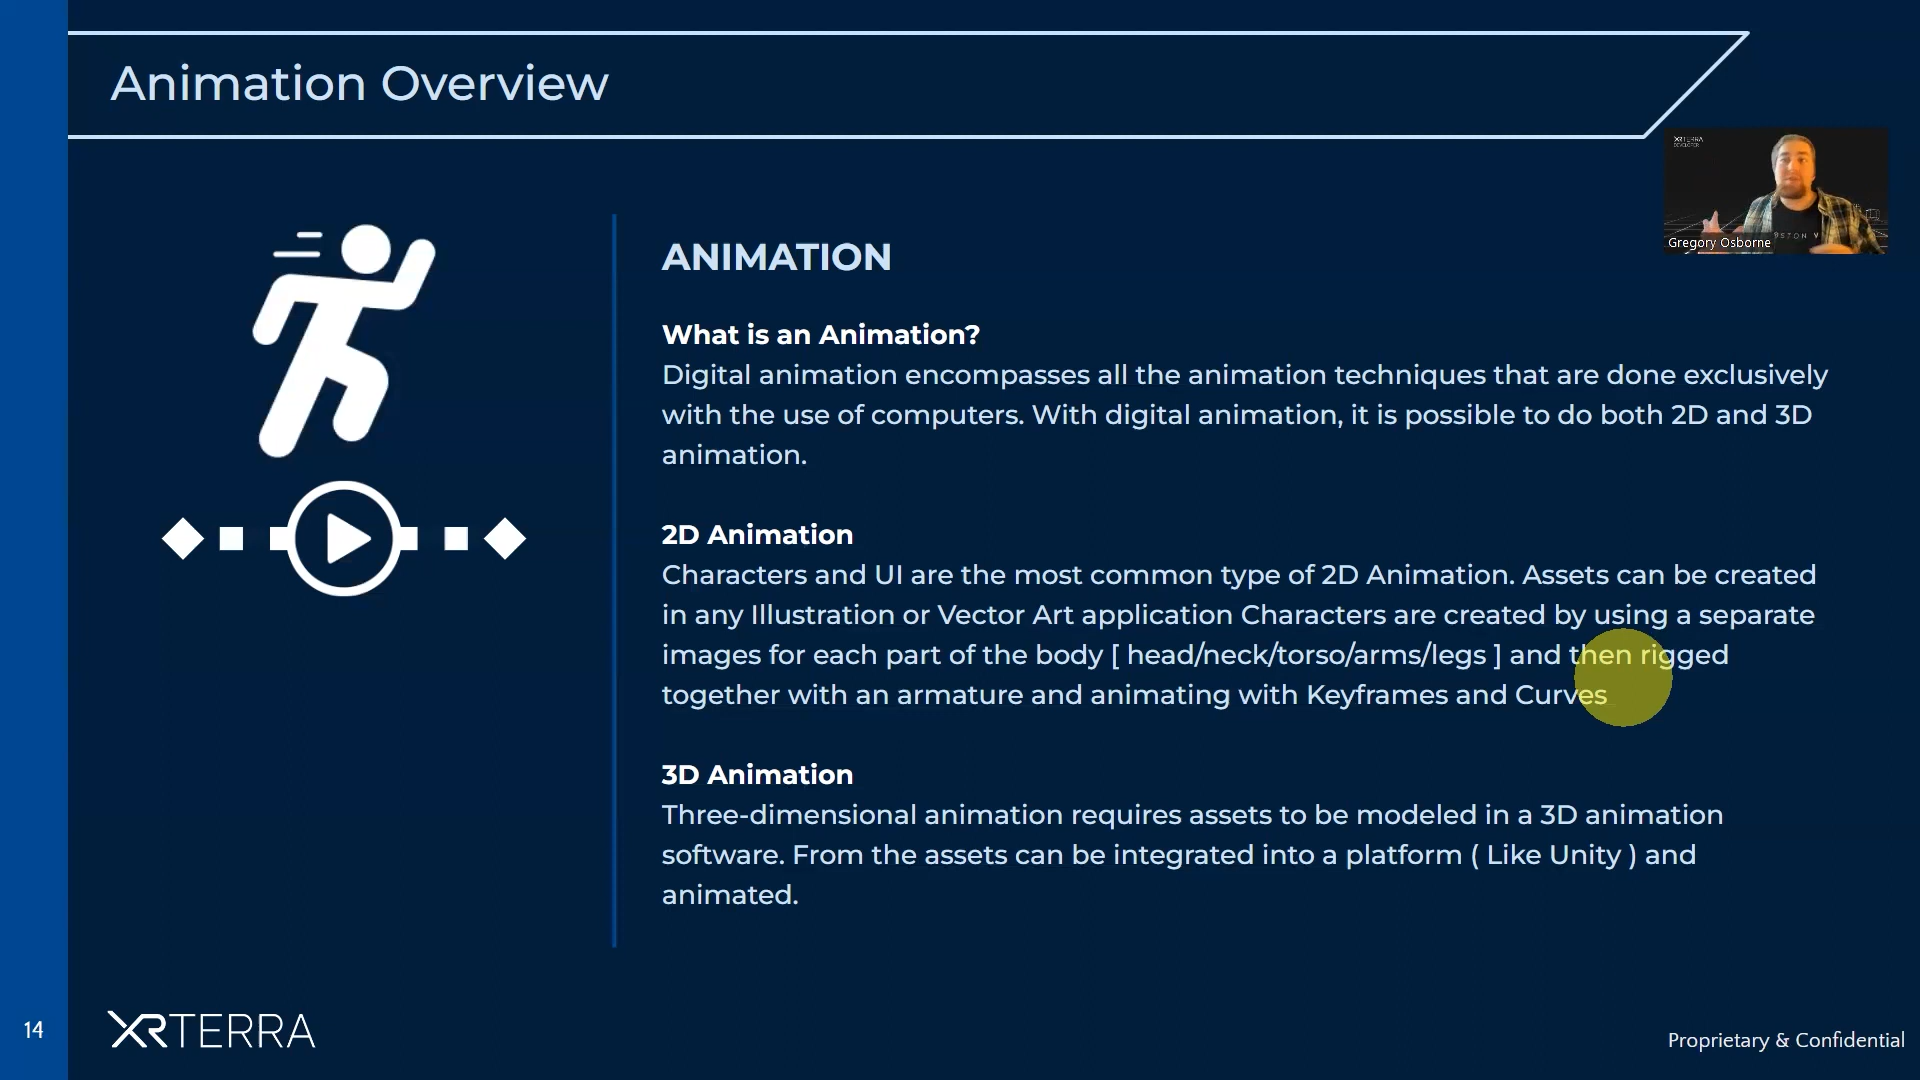 Animation Overview
XRTERRA
DEVELOPER
Gregory Osborne
ANIMATION
What is an Animation?
Digital animation encompasses all the animation techniques that are done exclusively
with the use of computers. With digital animation, it is possible to do both 2D and 3D
animation.
2D Animation
Characters and UI are the most common type of 2D Animation. Assets can be created
in any Illustration or Vector Art application Characters are created by using a separate
images for each part of the body [ head/neck/torso/arms/legs ] and then rigged
together with an armature and animating with Keyframes and Curves
3D Animation
Three-dimensional animation requires assets to be modeled in a 3D animation
software. From the assets can be integrated into a platform ( Like Unity ) and
animated.
14
XRTERRA
Proprietary & Confidential